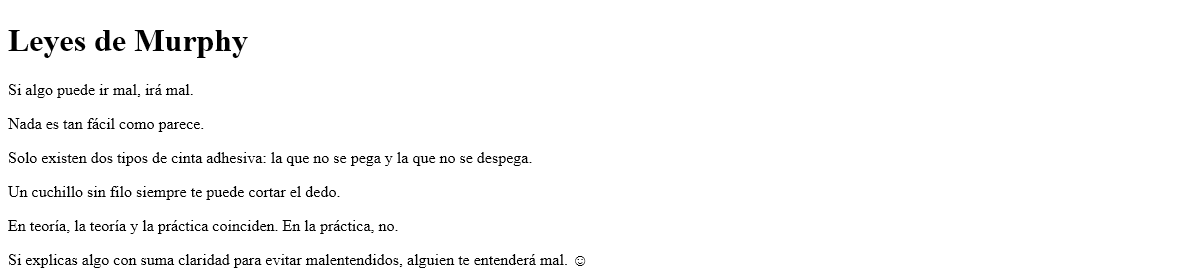 Leyes de Murphy
Si algo puede ir mal, irá mal.
Nada es tan fácil como parece.
Solo existen dos tipos de cinta adhesiva: la que no se pega y la que no se despega.
Un cuchillo sin filo siempre te puede cortar el dedo.
En teoría, la teoría y la práctica coinciden. En la práctica, no.
Si explicas algo con suma claridad para evitar malentendidos, alguien te entenderá mal. ☺